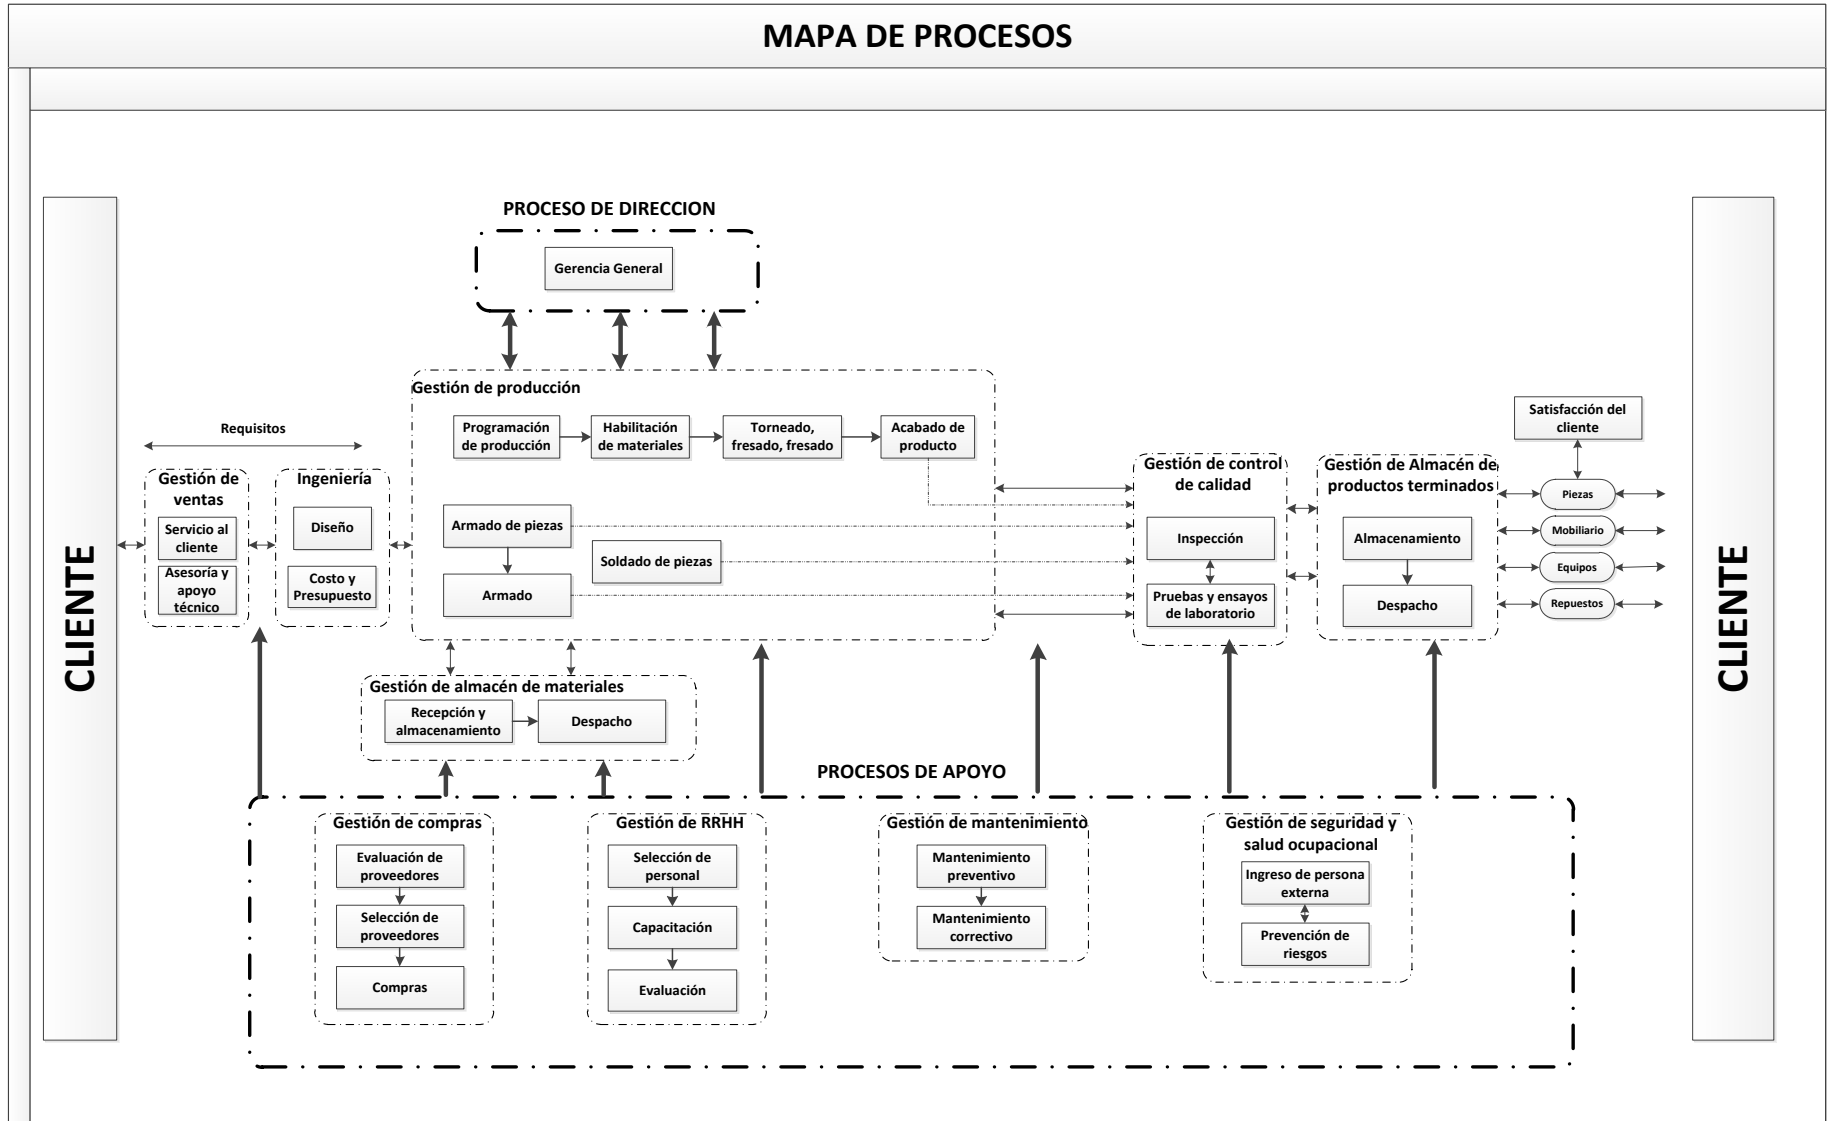 MAPA DE PROCESOS
CLIENTE
PROCESO DE DIRECCION
Gerencia General
Requisitos
Gestión de
ventas
Servicio al
cliente
Asesoría y
apoyo
técnico
Ingeniería
Diseño
Costo y
Presupuesto
Gestión de producción
Programación
de producción
Habilitación
de materiales
Torneado,
fresado, fresado
Acabado de
producto
Armado de piezas
Soldado de piezas
Armado
Gestión de control
de calidad
Inspección
Pruebas y ensayos
de laboratorio
Gestión de Almacén de
productos terminados
Almacenamiento
Despacho
Satisfacción del
cliente
Piezas
Mobiliario
Equipos
Repuestos
CLIENTE
Gestión de almacén de materiales
Recepción y
almacenamiento
Despacho
PROCESOS DE APOYO
Gestión de compras
Evaluación de
proveedores
Selección de
proveedores
Compras
Gestión de RRHH
Selección de
personal
Capacitación
Evaluación
Gestión de mantenimiento
Mantenimiento
preventivo
Mantenimiento
correctivo
Gestión de seguridad y
salud ocupacional
Ingreso de persona
externa
Prevención de
riesgos